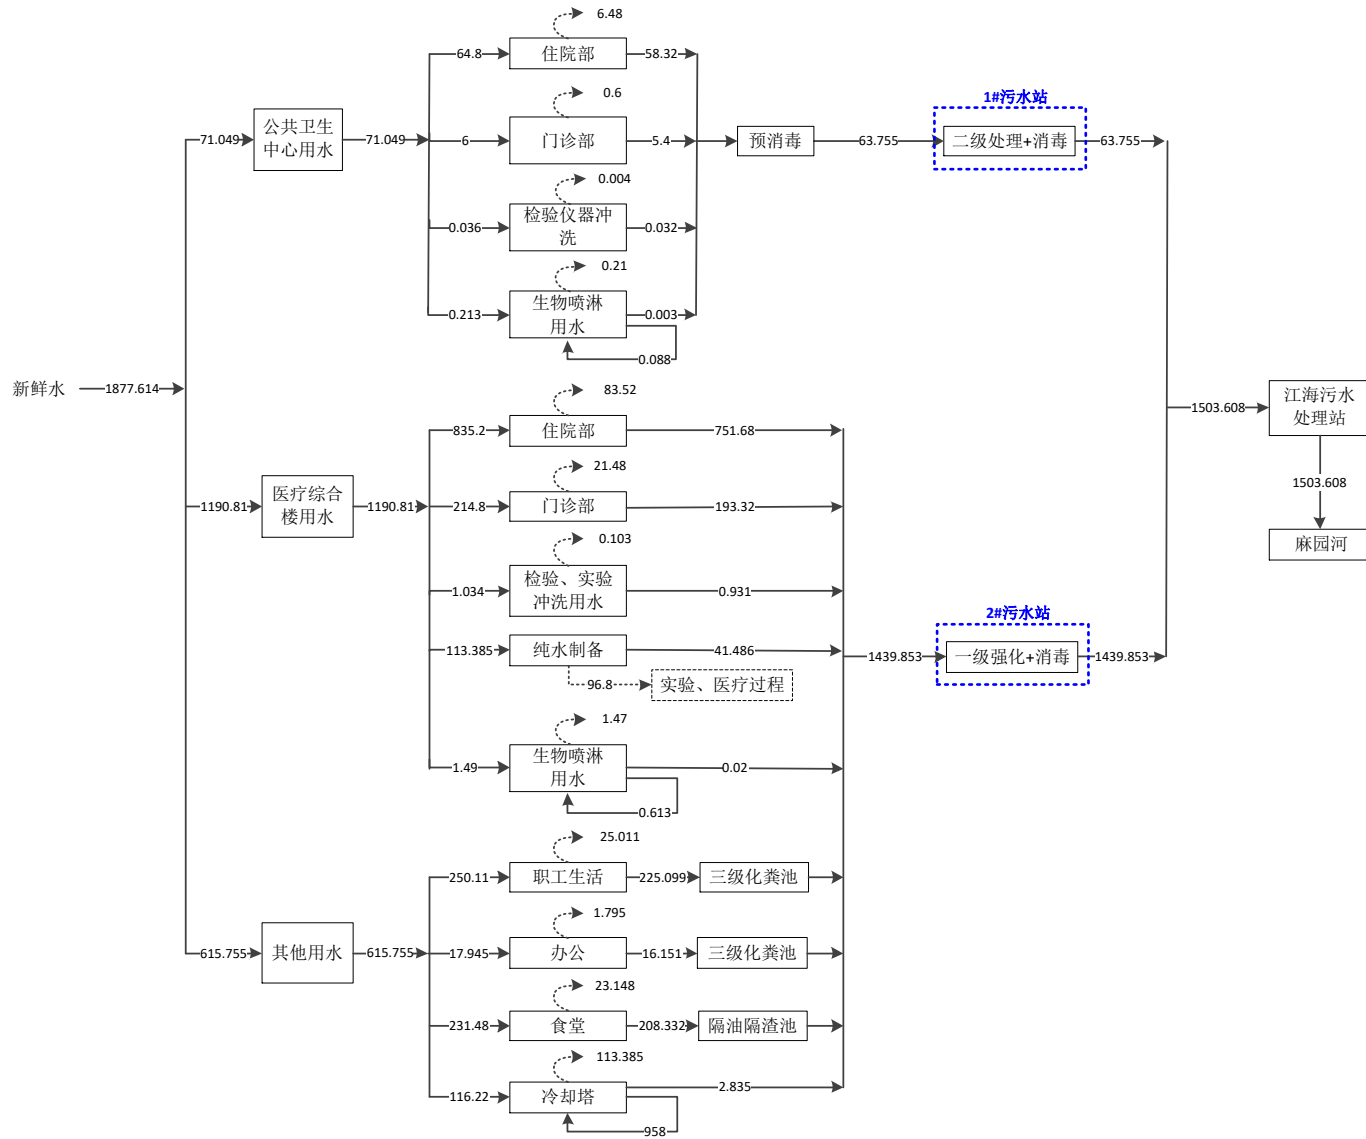 6.48
64.8
住院部
58.32
0.6
1#污水站
71.049
公共卫生
中心用水
71.049
6
门诊部
5.4
预消毒
63.755
二级处理+消毒
63.755
0.004
0.036
检验仪器冲
洗
0.032
0.21
0.213
生物喷淋
用水
0.003
0.088
新鲜水
1877.614
83.52
835.2
住院部
751.68
1503.608
江海污水
处理站
21.48
1503.608
1190.81
医疗综合
楼用水
1190.81
214.8
门诊部
193.32
麻园河
0.103
1.034
检验、实验
冲洗用水
0.931
2#污水站
113.385
纯水制备
41.486
1439.853
一级强化+消毒
1439.853
96.8
实验、医疗过程
1.47
1.49
生物喷淋
用水
0.02
0.613
25.011
250.11
职工生活
225.099
三级化粪池
1.795
615.755
其他用水
615.755
17.945
办公
16.151
三级化粪池
23.148
231.48
食堂
208.332
隔油隔渣池
113.385
116.22
冷却塔
2.835
958